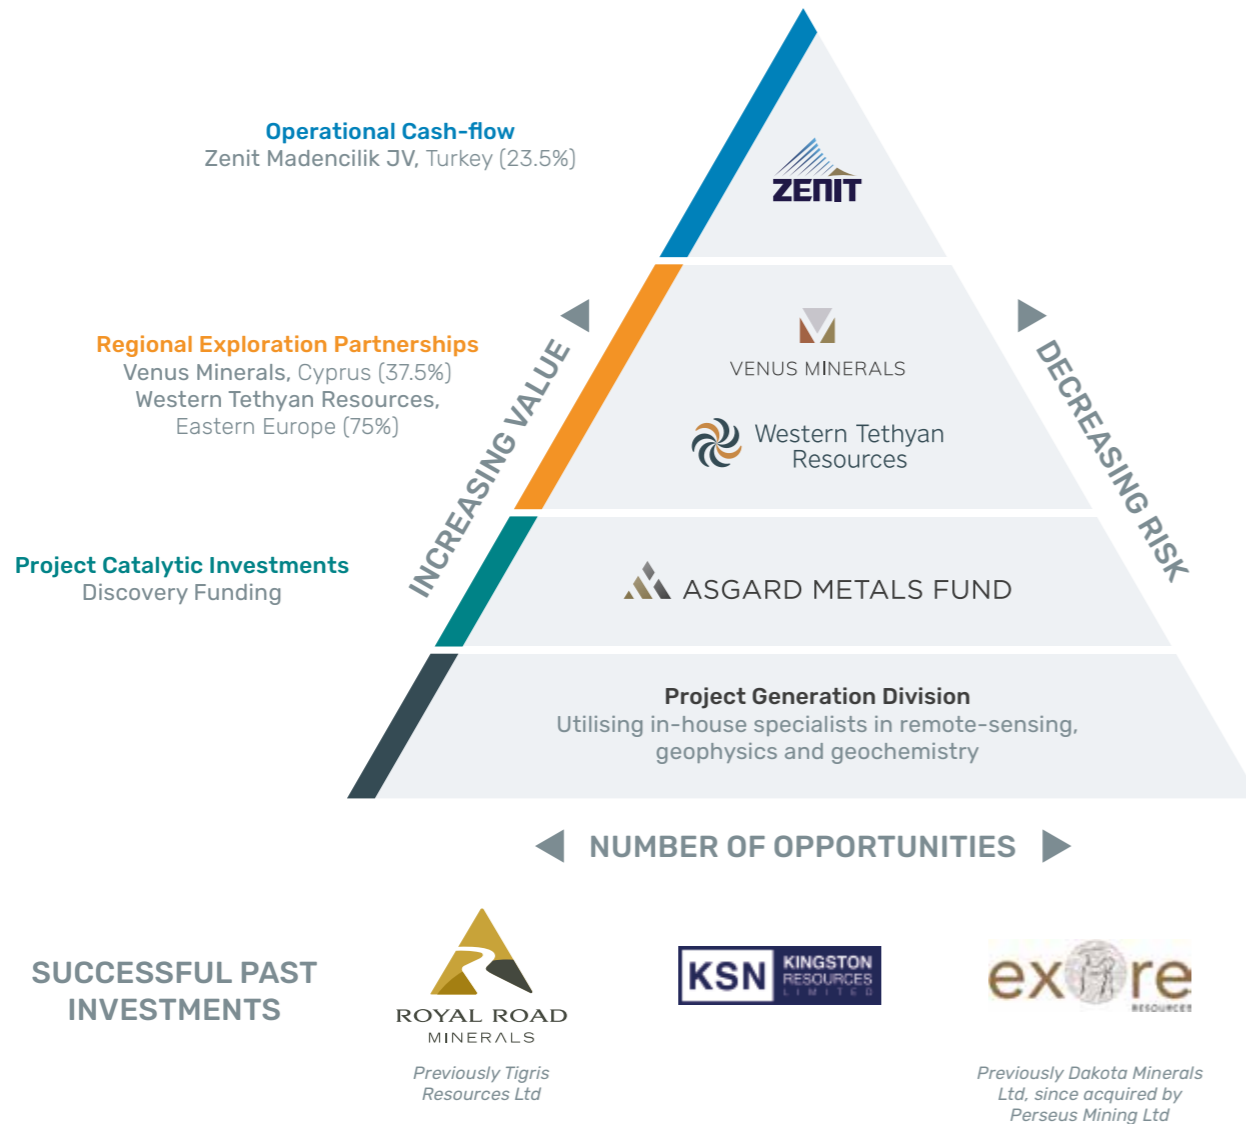 Operational Cash-flow
Zenit Madencilik JV, Turkey (23.5%)
ZENIT
Regional Exploration Partnerships
Venus Minerals, Cyprus (37.5%)
Western Tethyan Resources,
Eastern Europe (75%)
INCREASING VALUE
DECREASING RISK
VENUS MINERALS
Western Tethyan
Resources
Project Catalytic Investments
Discovery Funding
ASGARD METALS FUND
Project Generation Division
Utilising in-house specialists in remote-sensing,
geophysics and geochemistry
NUMBER OF OPPORTUNITIES
SUCCESSFUL PAST
INVESTMENTS
ROYAL ROAD
MINERALS
Previously Tigris
Resources Ltd
KSN
KINGSTON
RESOURCES
LIMITED
exore
RESOURCES
Previously Dakota Minerals
Ltd, since acquired by
Perseus Mining Ltd